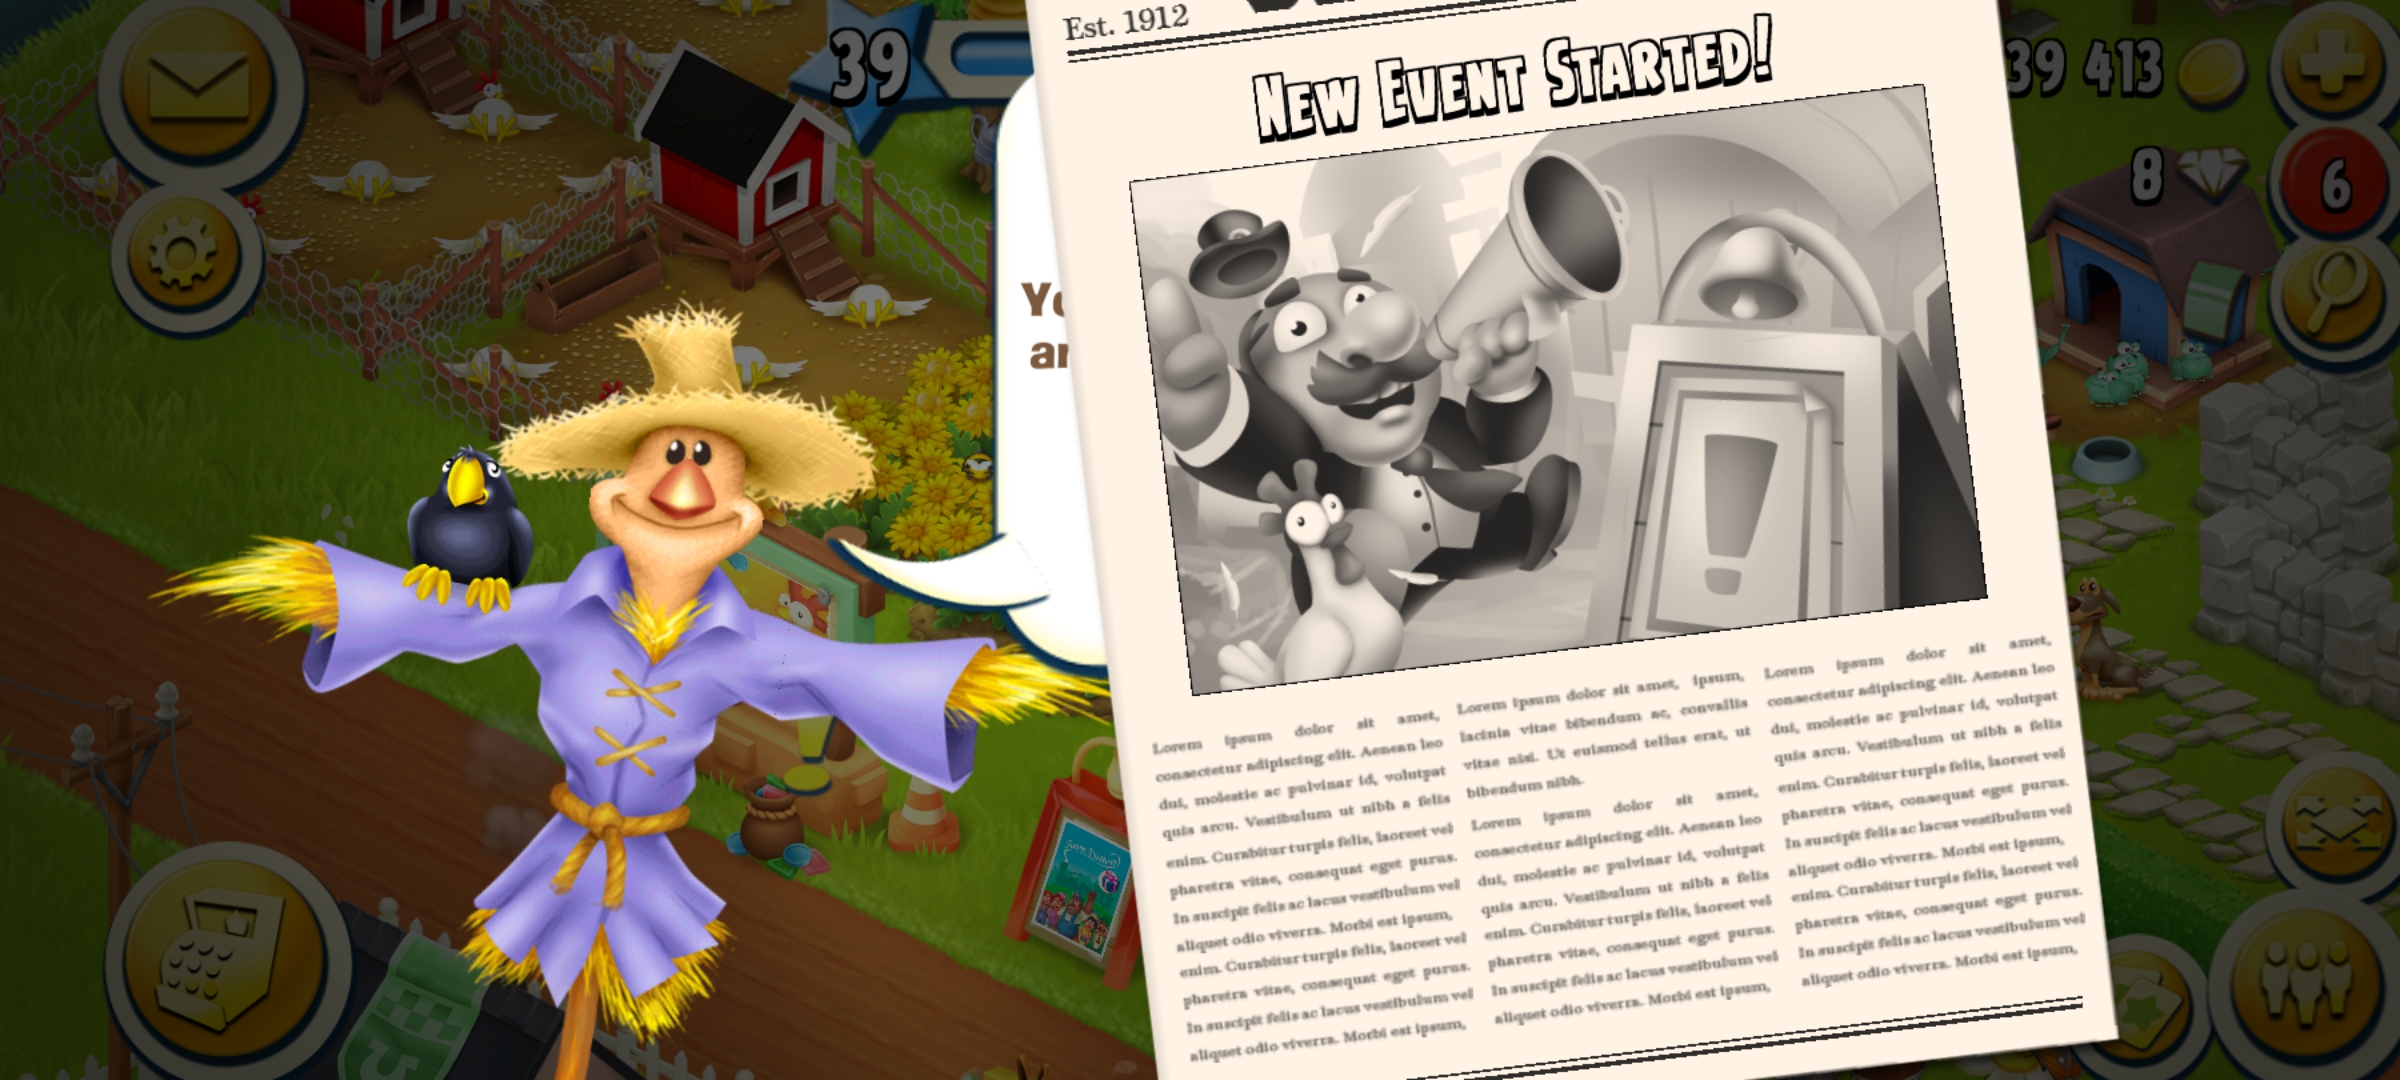 39
Est. 1912
NEW EVENT STARTED!
39 413
8
6
Lorem ipsum dolor sit amet,
consectetur adipiscing elit. Aenean leo
dui, molestie ac pulvinar id, volutpat
quis arcu. Vestibulum ut nibh a felis
enim. Curabitur turpis felis, laoreet vel
pharetra vitae, consequat eget purus.
In suscipit felis ac lacus vestibulum vel
aliquet odio viverra. Morbi est ipsum,
enim. Curabitur turpis felis, laoreet vel
pharetra vitae, consequat eget purus.
In suscipit felis ac lacus vestibulum vel
aliquet odio viverra. Morbi est ipsum,
Lorem ipsum dolor sit amet, ipsum,
lacinia vitae bibendum ac, convallis
vitae nisi. Ut euismod tellus erat, ut
bibendum nibh.
Lorem ipsum dolor sit amet,
consectetur adipiscing elit. Aenean leo
dui, molestie ac pulvinar id, volutpat
quis arcu. Vestibulum ut nibh a felis
enim. Curabitur turpis felis, laoreet vel
pharetra vitae, consequat eget purus.
In suscipit felis ac lacus vestibulum vel
aliquet odio viverra. Morbi est ipsum,
Lorem ipsum dolor sit amet,
consectetur adipiscing elit. Aenean leo
dui, molestie ac pulvinar id, volutpat
quis arcu. Vestibulum ut nibh a felis
enim. Curabitur turpis felis, laoreet vel
pharetra vitae, consequat eget purus.
In suscipit felis ac lacus vestibulum vel
aliquet odio viverra. Morbi est ipsum,
enim. Curabitur turpis felis, laoreet vel
pharetra vitae, consequat eget purus.
In suscipit felis ac lacus vestibulum vel
aliquet odio viverra. Morbi est ipsum,